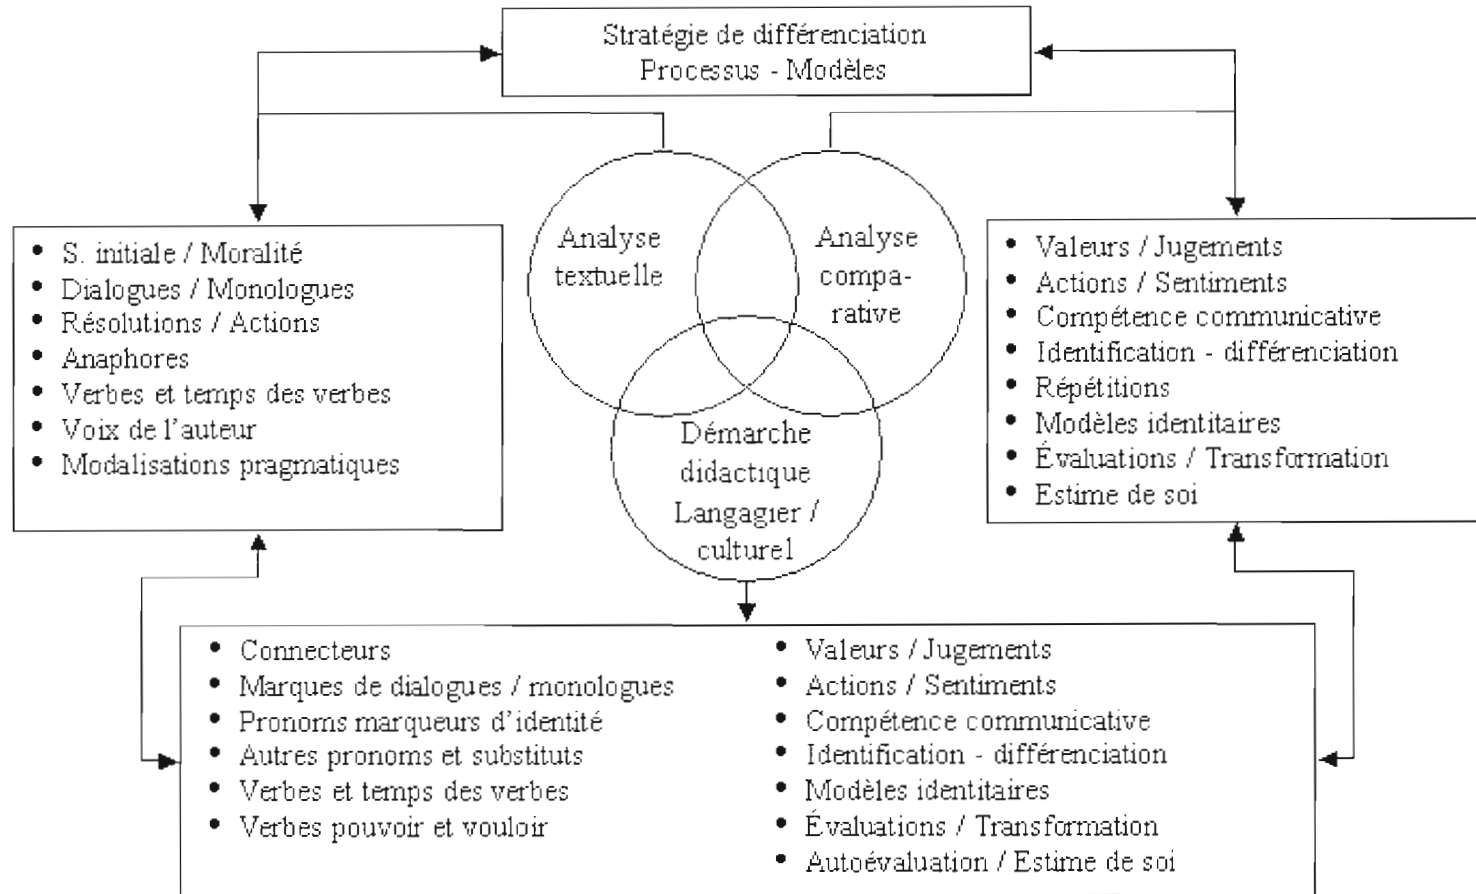 Stratégie de différenciation
Processus - Modèles
Analyse
textuelle
Analyse
compa-
rative
Démarche
didactique
Langagier /
culturel
• S. initiale / Moralité
• Dialogues / Monologues
• Résolutions / Actions
• Anaphores
• Verbes et temps des verbes
• Voix de l'auteur
• Modalisations pragmatiques
• Valeurs / Jugements
• Actions / Sentiments
• Compétence communicative
• Identification - différenciation
• Répétitions
• Modèles identitaires
• Évaluations / Transformation
• Estime de soi
• Connecteurs
• Marques de dialogues / monologues
• Pronoms marqueurs d'identité
• Autres pronoms et substituts
• Verbes et temps des verbes
• Verbes pouvoir et vouloir
• Valeurs / Jugements
• Actions / Sentiments
• Compétence communicative
• Identification - différenciation
• Modèles identitaires
• Évaluations / Transformation
• Autoévaluation / Estime de soi